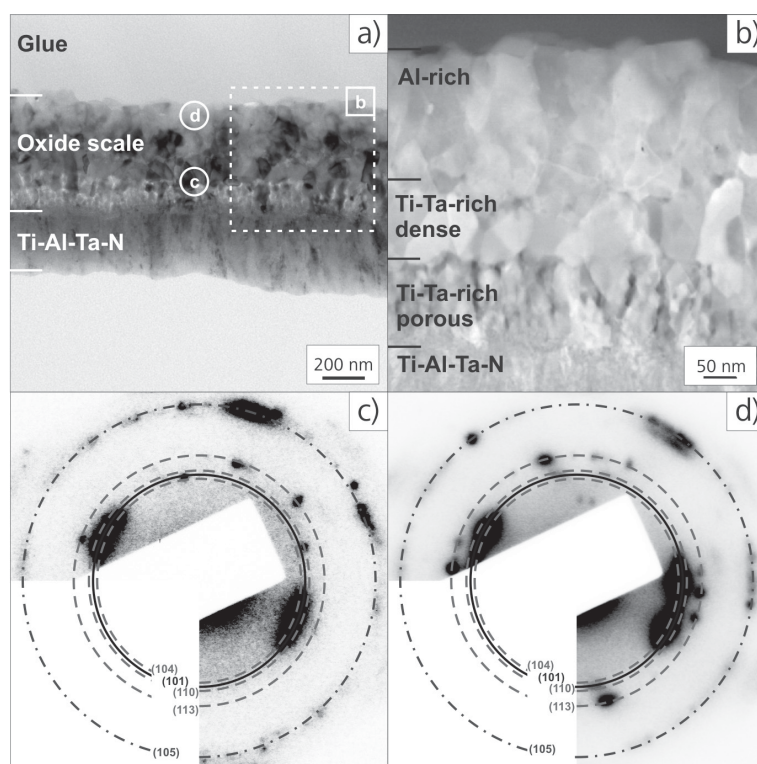 a)
Glue
d
b
Oxide scale
c
Ti-Al-Ta-N
200 nm
b)
Al-rich
Ti-Ta-rich
dense
Ti-Ta-rich
porous
Ti-Al-Ta-N
50 nm
c)
(104)
(101)
(110)
(113)
(105)
d)
(104)
(101)
(110)
(113)
(105)